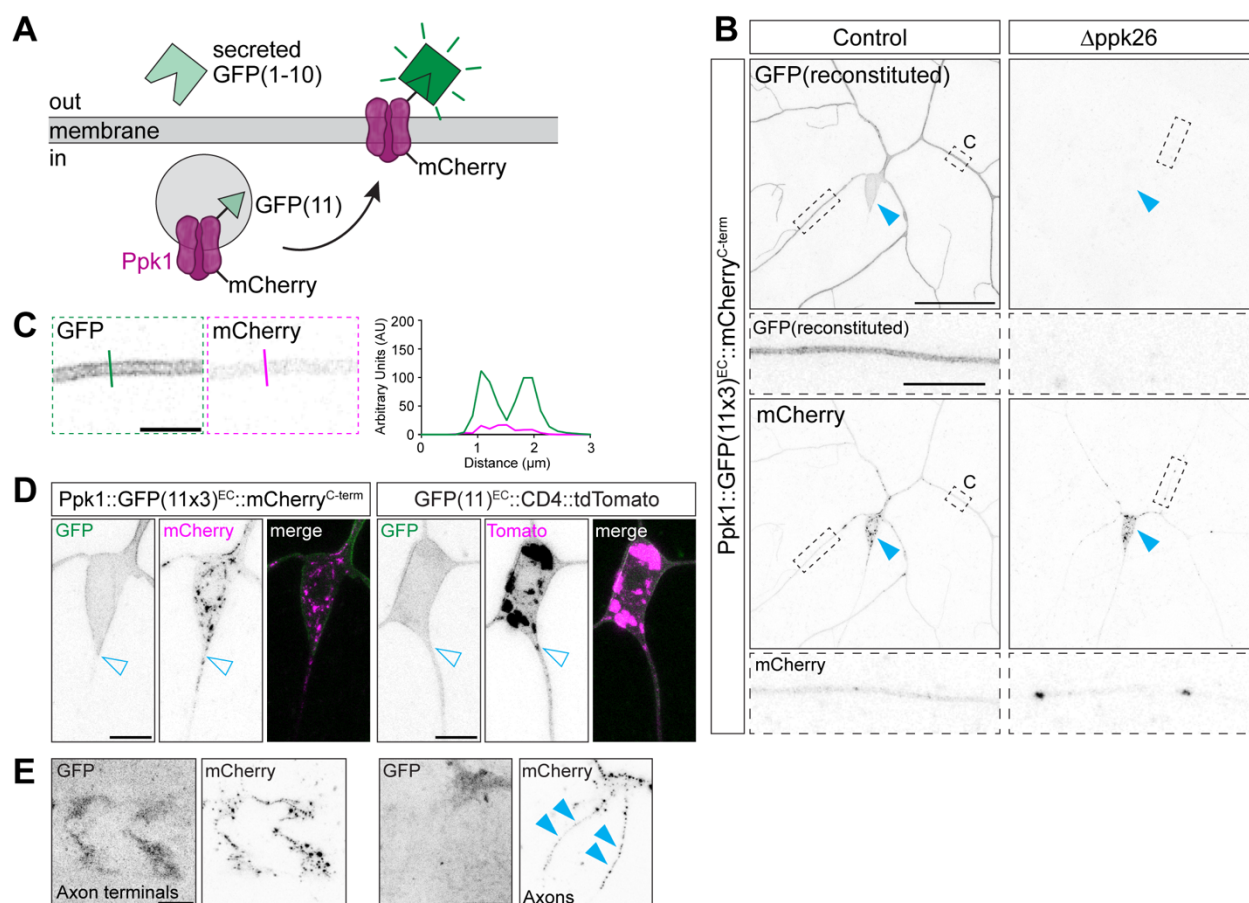 A
secreted
GFP(1-10)
out
membrane
in
mCherry
GFP(11)
Ppk1
mCherry
B
Control
Δppk26
Ppk1::GFP(11x3)EC::mCherryC-term
GFP(reconstituted)
C
GFP(reconstituted)
mCherry
C
mCherry
C
GFP
mCherry
Arbitrary Units (AU)
200
150
100
50
0
0
1
2
3
Distance (µm)
D
Ppk1::GFP(11x3)EC::mCherryC-term
GFP(11)EC::CD4::tdTomato
GFP
mCherry
merge
GFP
Tomato
merge
E
GFP
Axon terminals
mCherry
GFP
mCherry
Axons